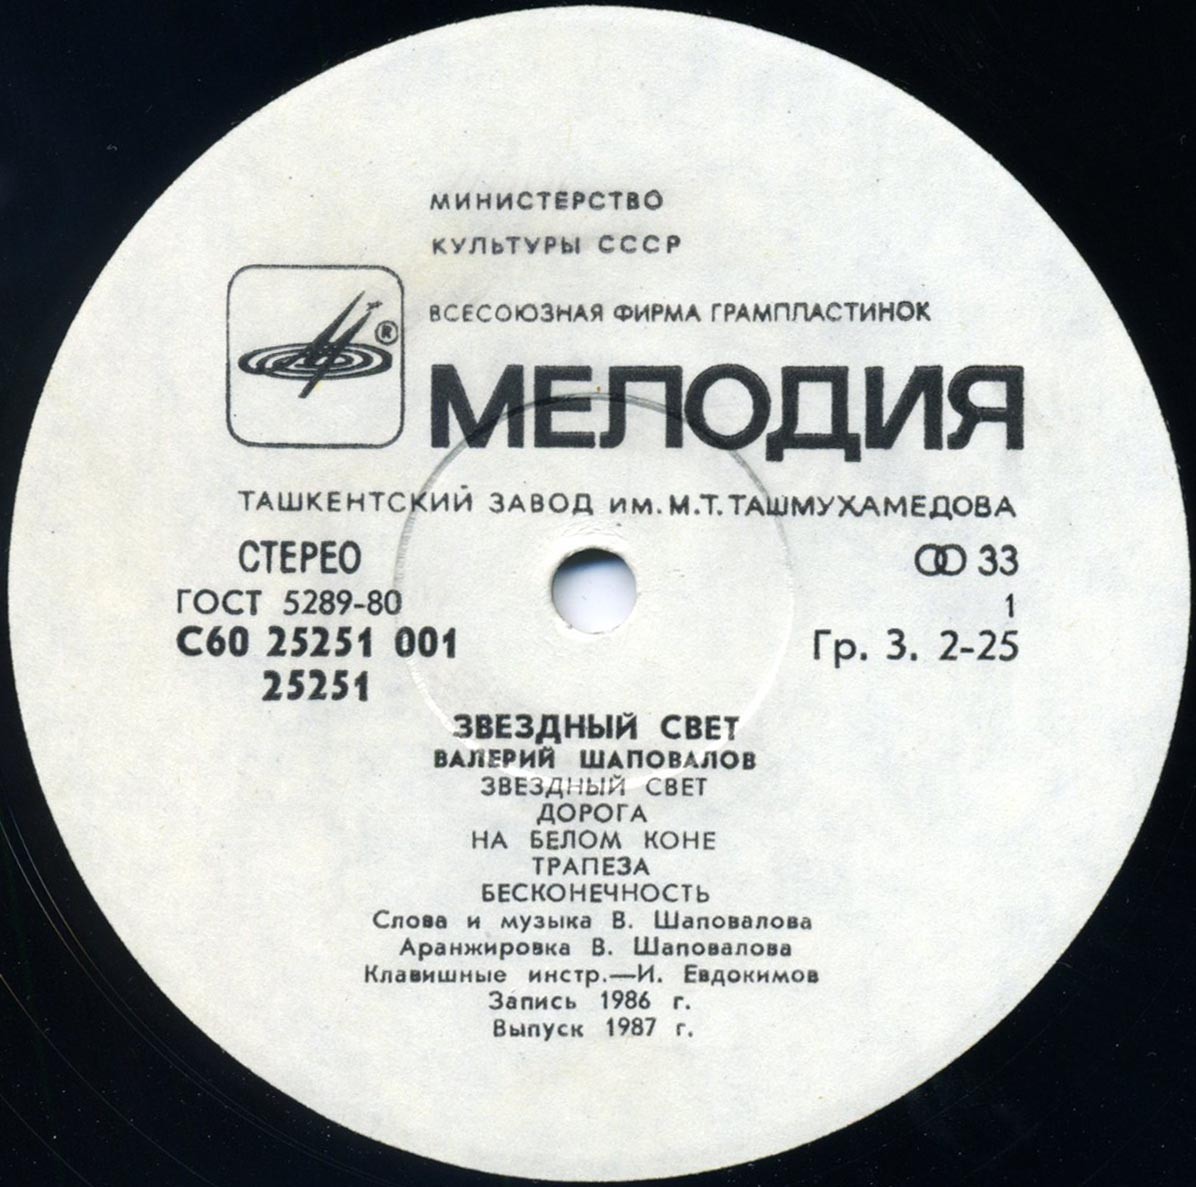 МИНИСТЕРСТВО
КУЛЬТУРЫ СССР
ВСЕСОЮЗНАЯ ФИРМА ГРАМПЛАСТИНОК
®
МЕЛОДИЯ
ТАШКЕНТСКИЙ ЗАВОД им. М.Т. ТАШМУХАМЕДОВА
СТЕРЕО
33
ГОСТ 5289-80
1
С60 25251 001
Гр. 3. 2-25
25251
ЗВЕЗДНЫЙ СВЕТ
ВАЛЕРИЙ ШАПОВАЛОВ
ЗВЕЗДНЫЙ СВЕТ
ДОРОГА
НА БЕЛОМ КОНЕ
ТРАПЕЗА
БЕСКОНЕЧНОСТЬ
Слова и музыка В. Шаповалова
Аранжировка В. Шаповалова
Клавишные инстр.—И. Евдокимов
Запись 1986 г.
Выпуск 1987 г.